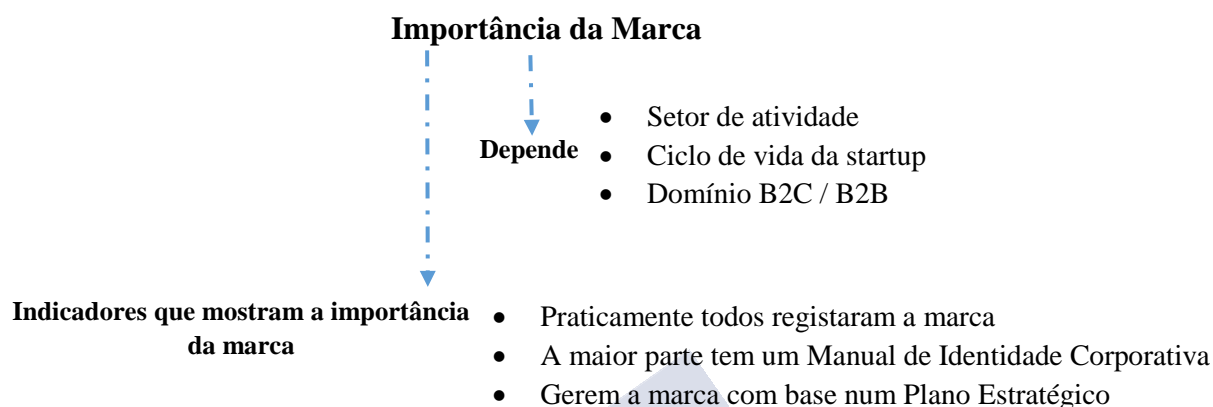 Importância da Marca
Depende
• Setor de atividade
• Ciclo de vida da startup
• Domínio B2C / B2B
Indicadores que mostram a importância
da marca
• Praticamente todos registaram a marca
• A maior parte tem um Manual de Identidade Corporativa
• Gerem a marca com base num Plano Estratégico